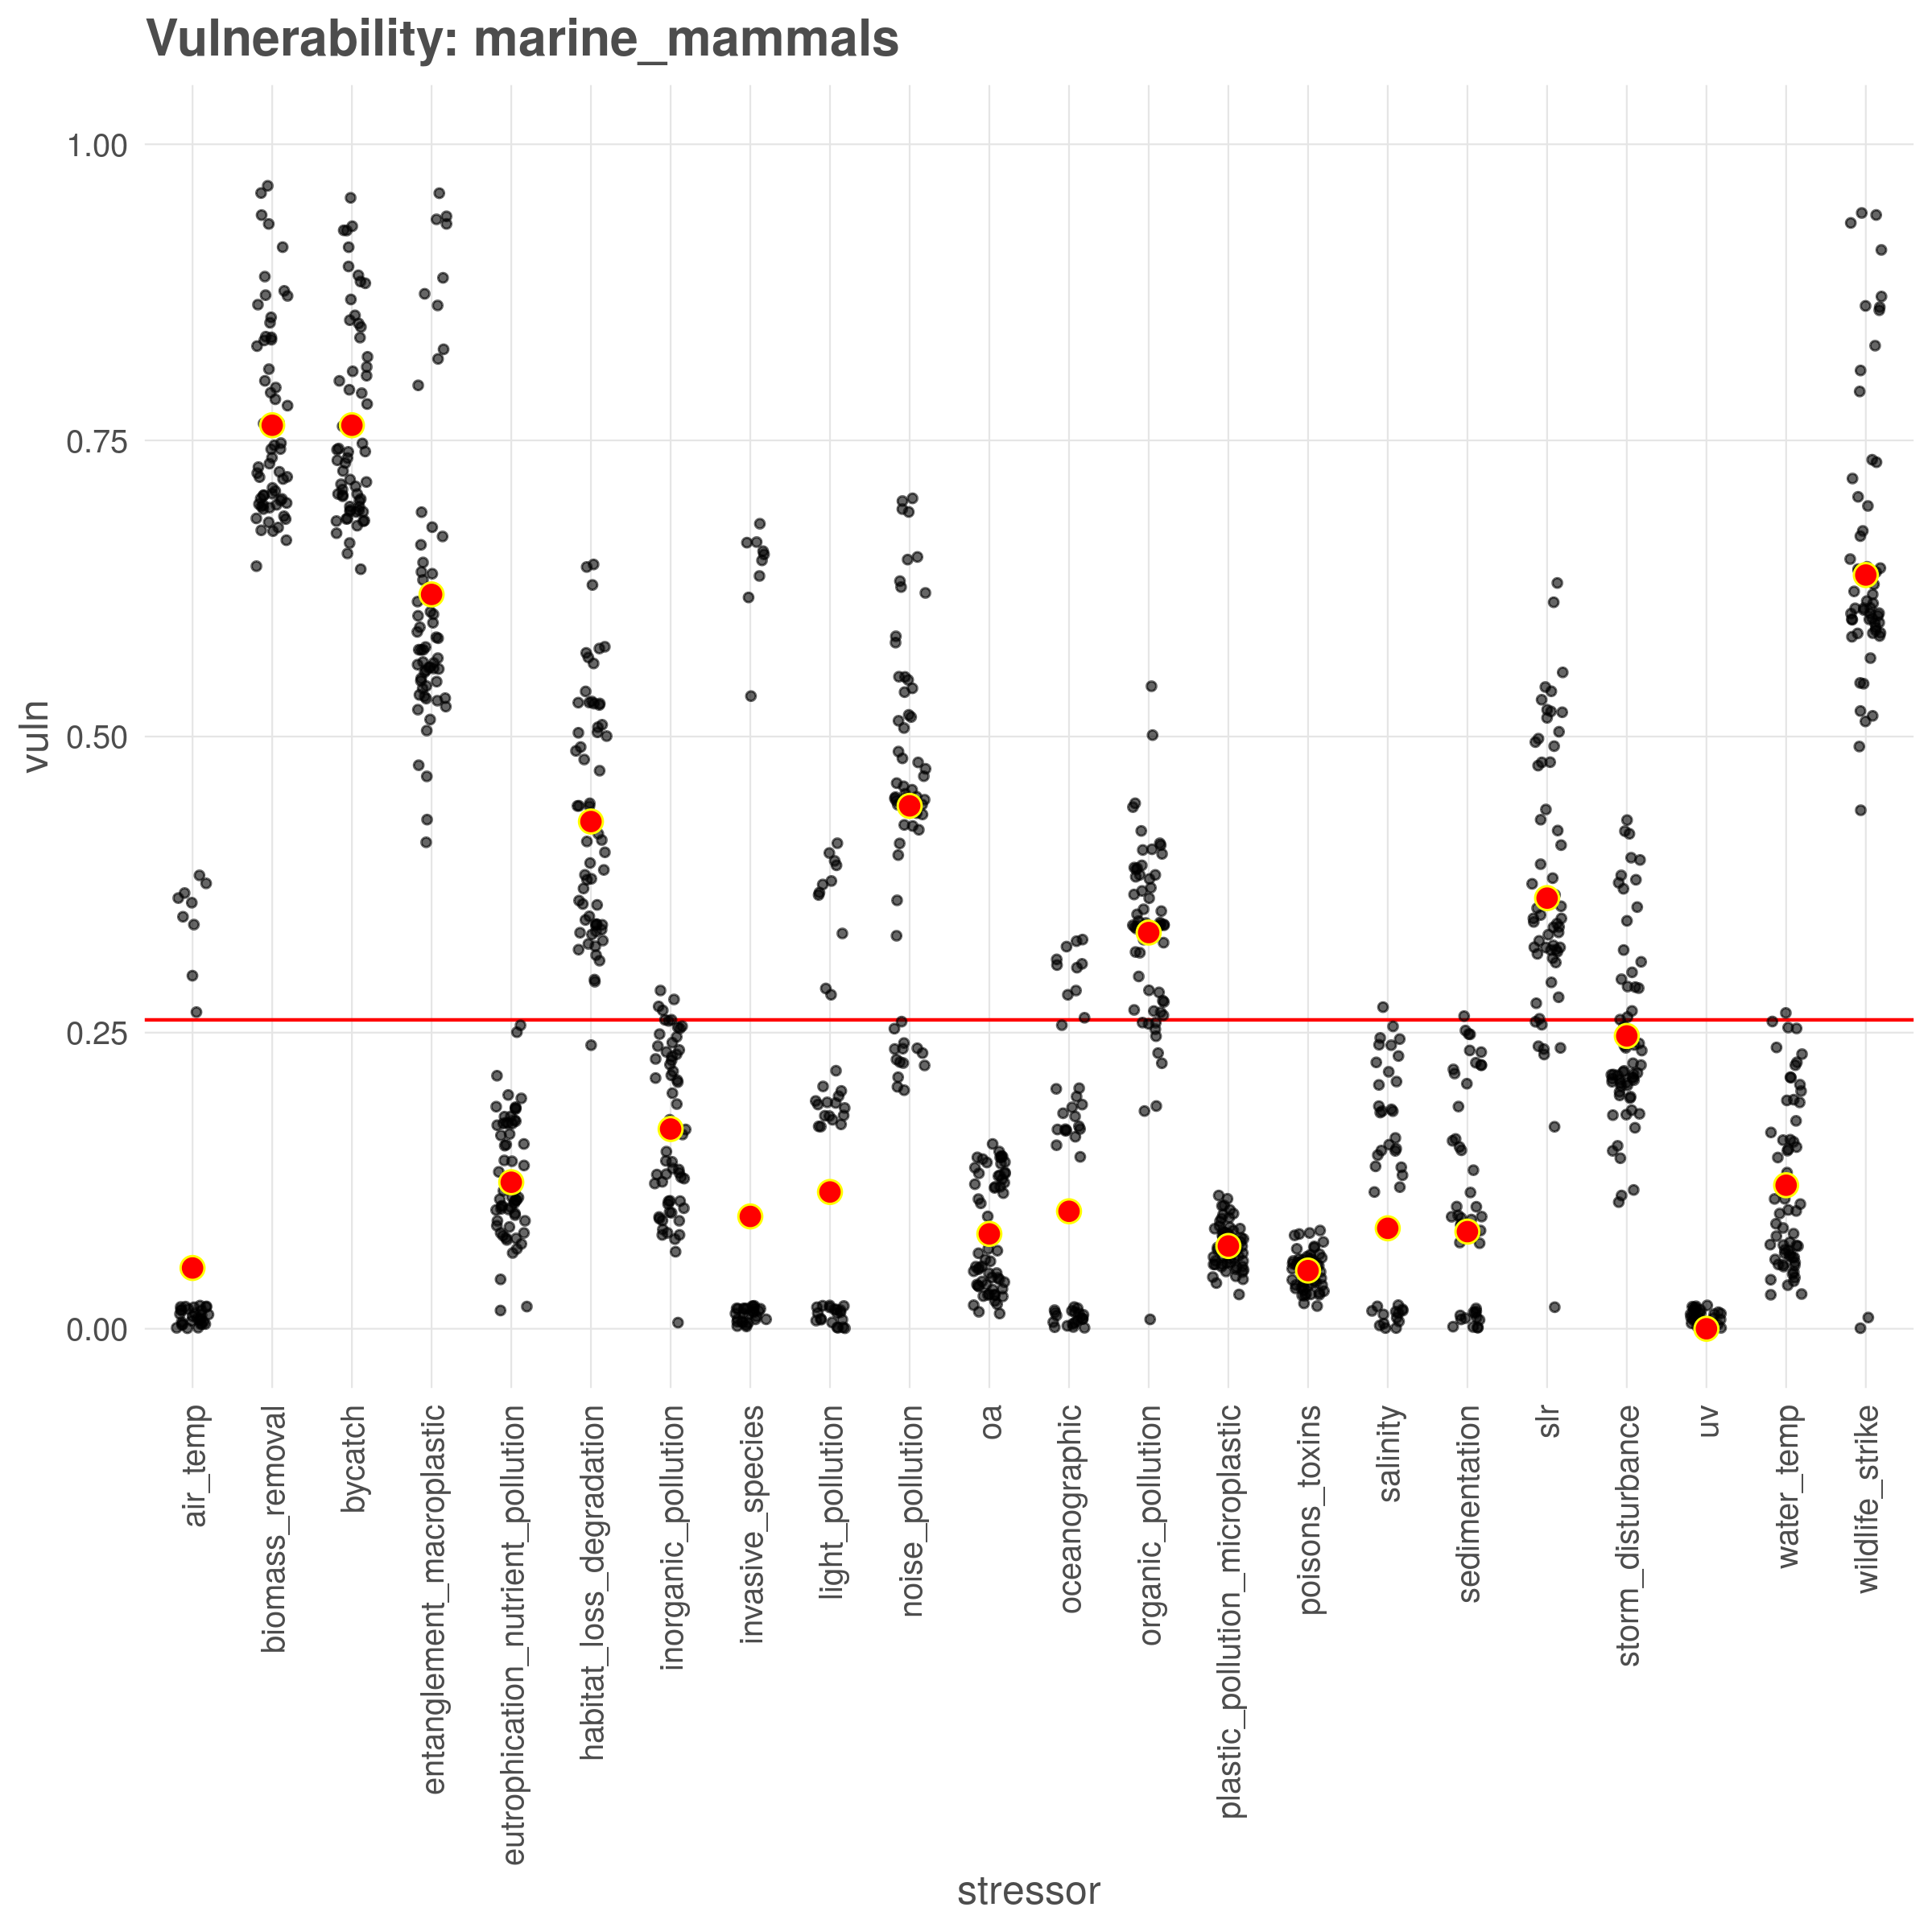 Vulnerability: marine_mammals
1.00
0.75
0.50
0.25
0.00
vuln
air_temp
biomass_removal
bycatch
entanglement_macroplastic
eutrophication_nutrient_pollution
habitat_loss_degradation
inorganic_pollution
invasive_species
light_pollution
noise_pollution
oa
oceanographic
organic_pollution
plastic_pollution_microplastic
poisons_toxins
salinity
sedimentation
slr
storm_disturbance
uv
water_temp
wildlife_strike
stressor